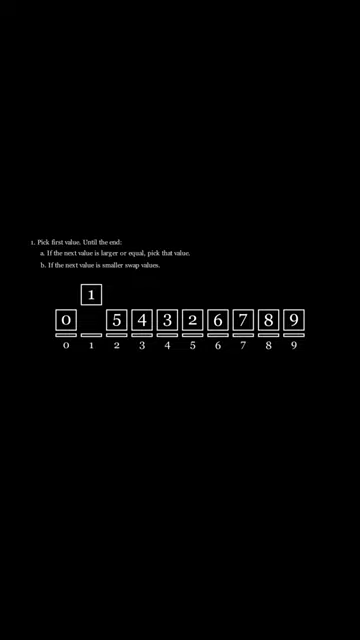 1. Pick first value. Until the end:
a. If the next value is larger or equal, pick that value.
b. If the next value is smaller swap values.
1
0 5 4 3 2 6 7 8 9
0 1 2 3 4 5 6 7 8 9